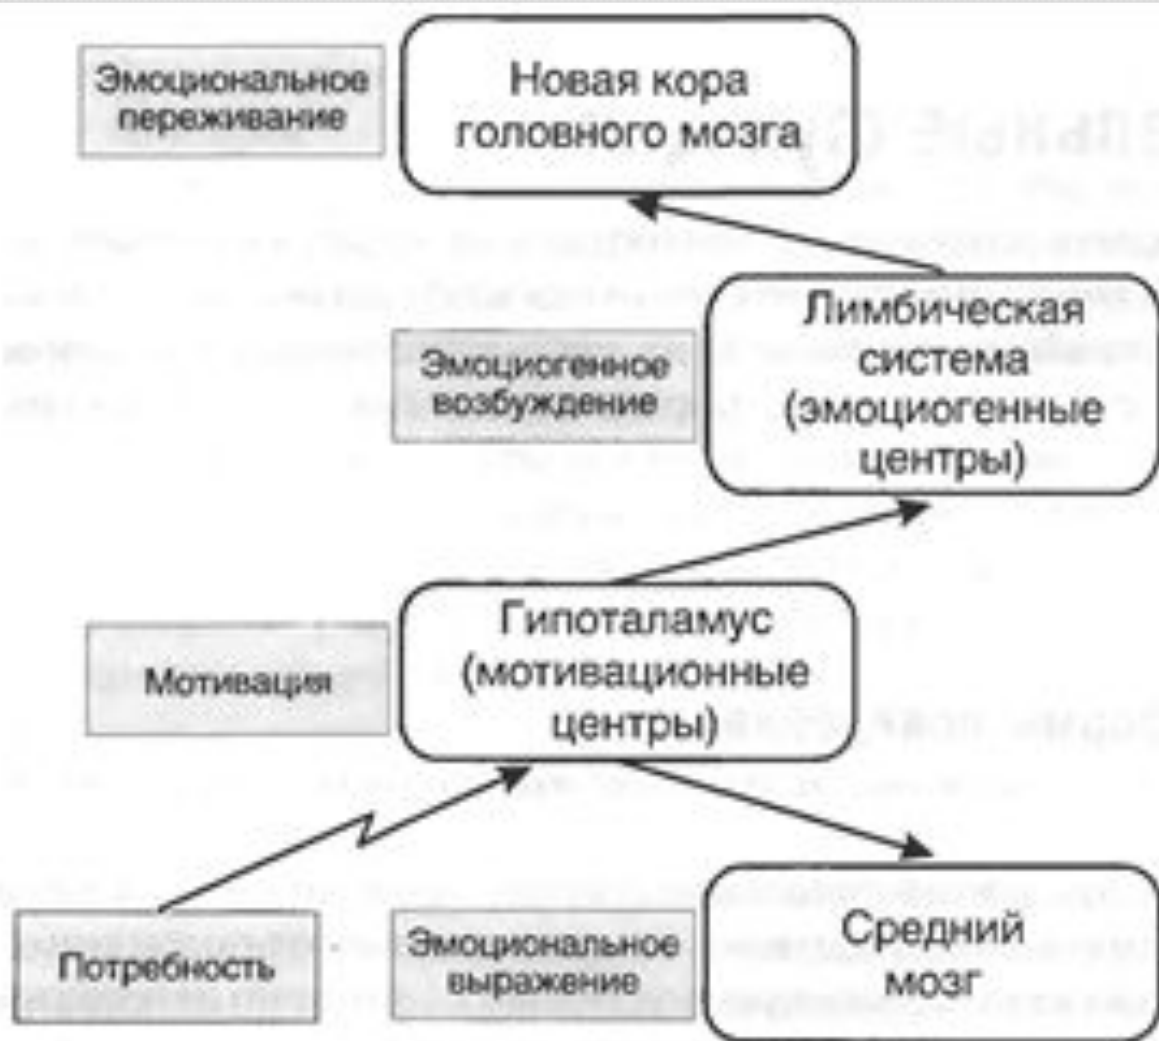 Эмоциональное
переживание
Новая кора
головного мозга
Эмоциогенное
возбуждение
Лимбическая
система
(эмоциогенные
центры)
Мотивация
Гипоталамус
(мотивационные
центры)
Потребность
Эмоциональное
выражение
Средний
мозг